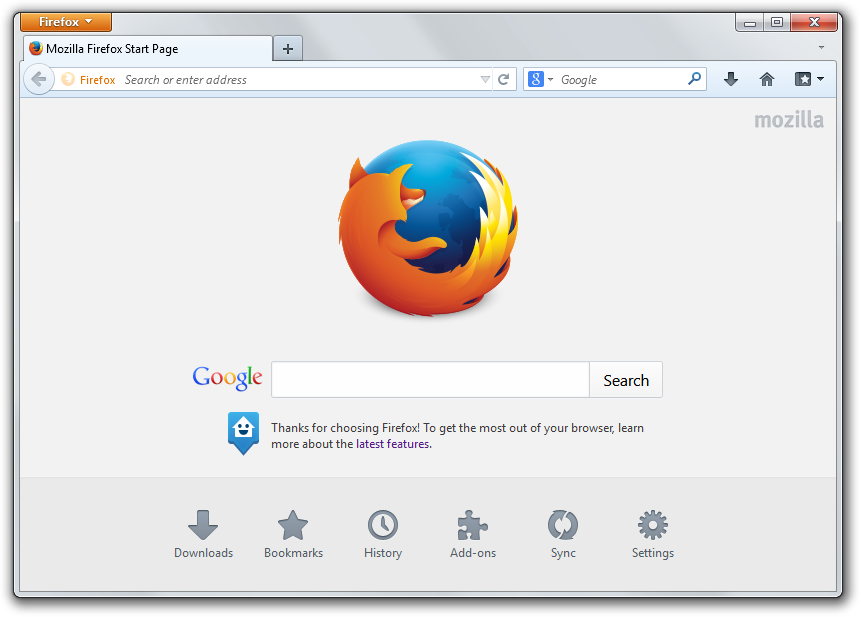 Firefox
Mozilla Firefox Start Page
Firefox Search or enter address
8 Google
mozilla
Google Search
Thanks for choosing Firefox! To get the most out of your browser, learn
more about the latest features.
Downloads Bookmarks History Add-ons Sync Settings